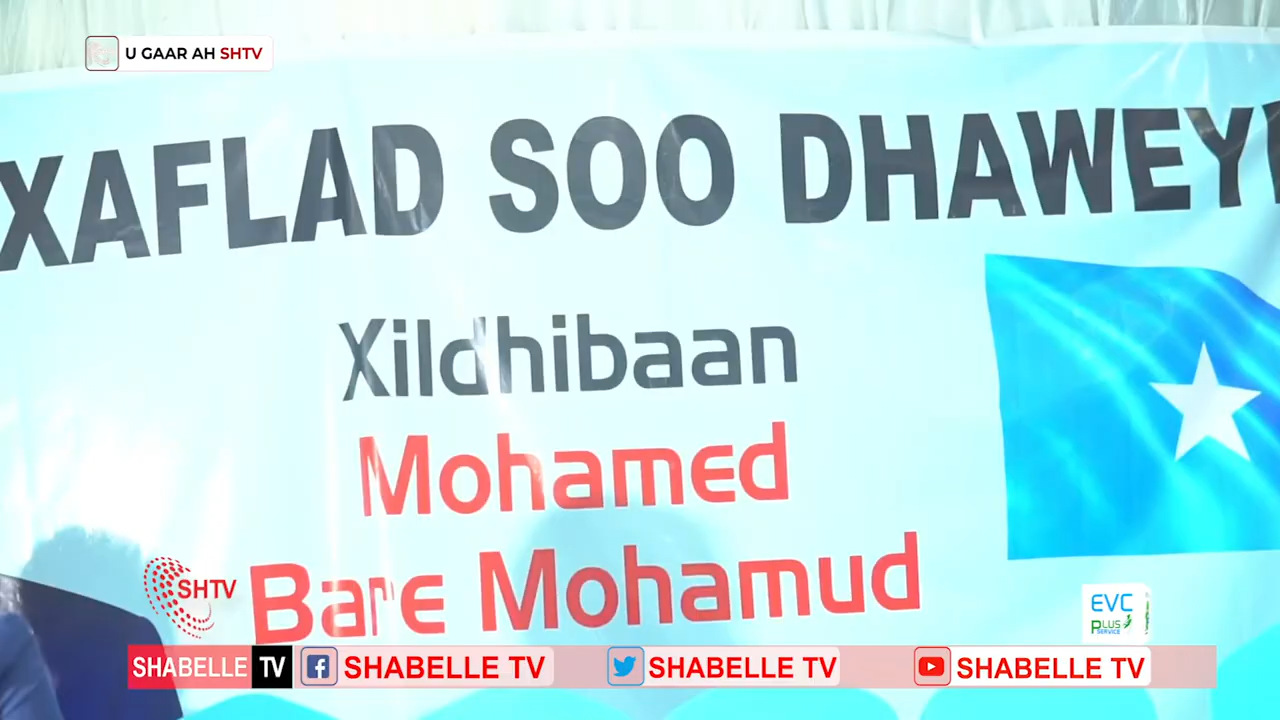 U GAAR AH SHTV
XAFLAD SOO DHAWEY
Xildhibaan
Mohamed
Bare Mohamud
SHTV
EVC
PLUS
SERVICE
SHABELLE TV
SHABELLE TV
SHABELLE TV
SHABELLE TV